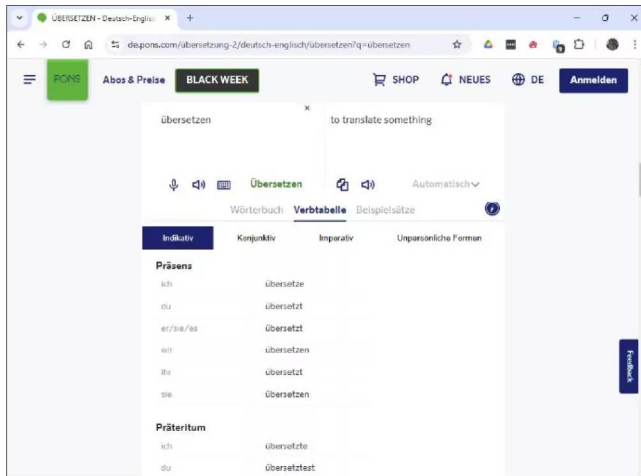 ÜBERSETZEN - Deutsch-Englis
de.pons.com/übersetzung-2/deutsch-englisch/übersetzen?q=übersetzen
PONS Abos & Preise BLACK WEEK SHOP NEUES DE Anmelden
übersetzen to translate something
Übersetzen Automatisch
Wörterbuch Verbtabelle Beispielsätze
Indikativ Konjunktiv Imperativ Unpersönliche Formen
Präsens
ich übersetze
du übersetzt
er/sie/es übersetzt
wir übersetzen
ihr übersetzt
sie übersetzen
Feedback
Präteritum
ich übersetzte
du übersetztest